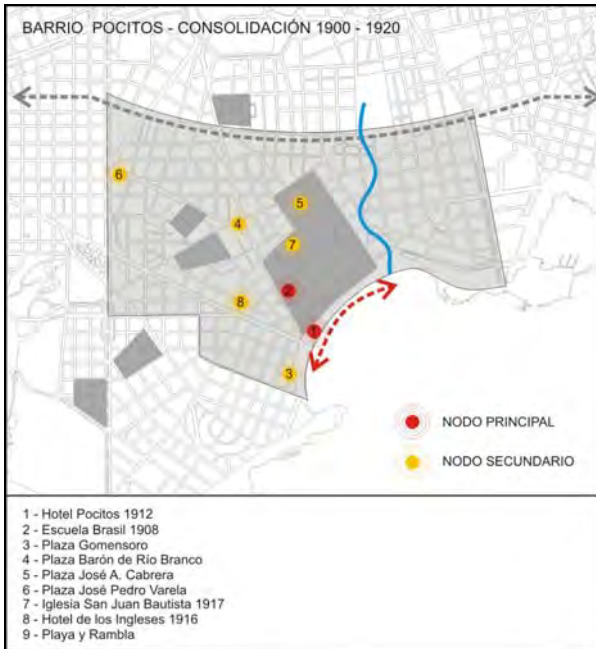 BARRIO POCITOS - CONSOLIDACIÓN 1900 - 1920
6
5
4
7
2
8
1
3
NODO PRINCIPAL
NODO SECUNDARIO
1 - Hotel Pocitos 1912
2 - Escuela Brasil 1908
3 - Plaza Gomensoro
4 - Plaza Barón de Río Branco
5 - Plaza José A. Cabrera
6 - Plaza José Pedro Varela
7 - Iglesia San Juan Bautista 1917
8 - Hotel de los Ingleses 1916
9 - Playa y Rambla